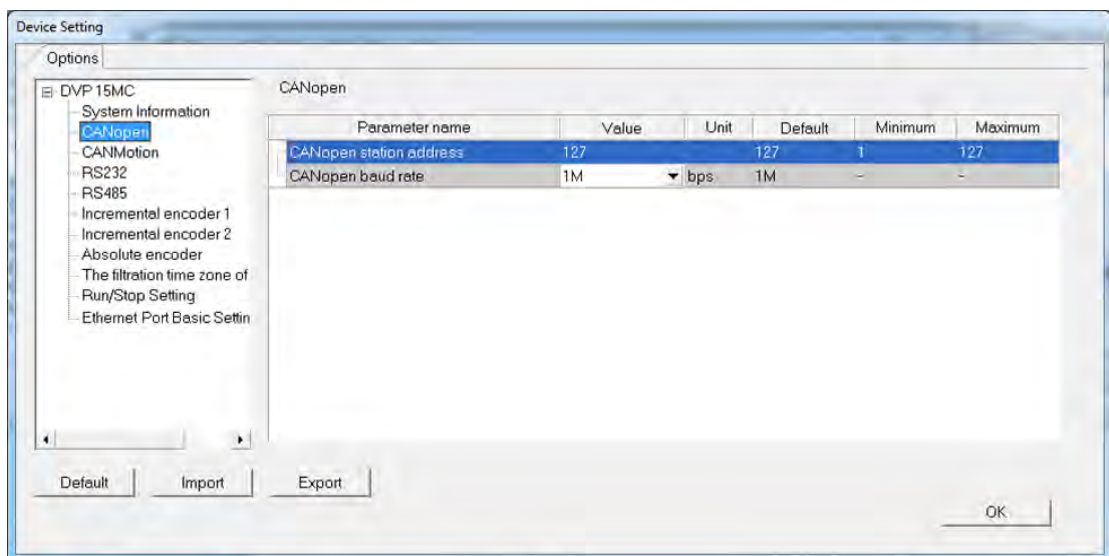 Device Setting
Options
DVP 15MC
System Information
CANopen
CANMotion
RS232
RS485
Incremental encoder 1
Incremental encoder 2
Absolute encoder
The filtration time zone of
Run/Stop Setting
Ethernet Port Basic Settin
CANopen
Parameter name Value Unit Default Minimum Maximum
CANopen station address 127 127 1 127
CANopen baud rate 1M bps 1M - -
Default Import Export
OK